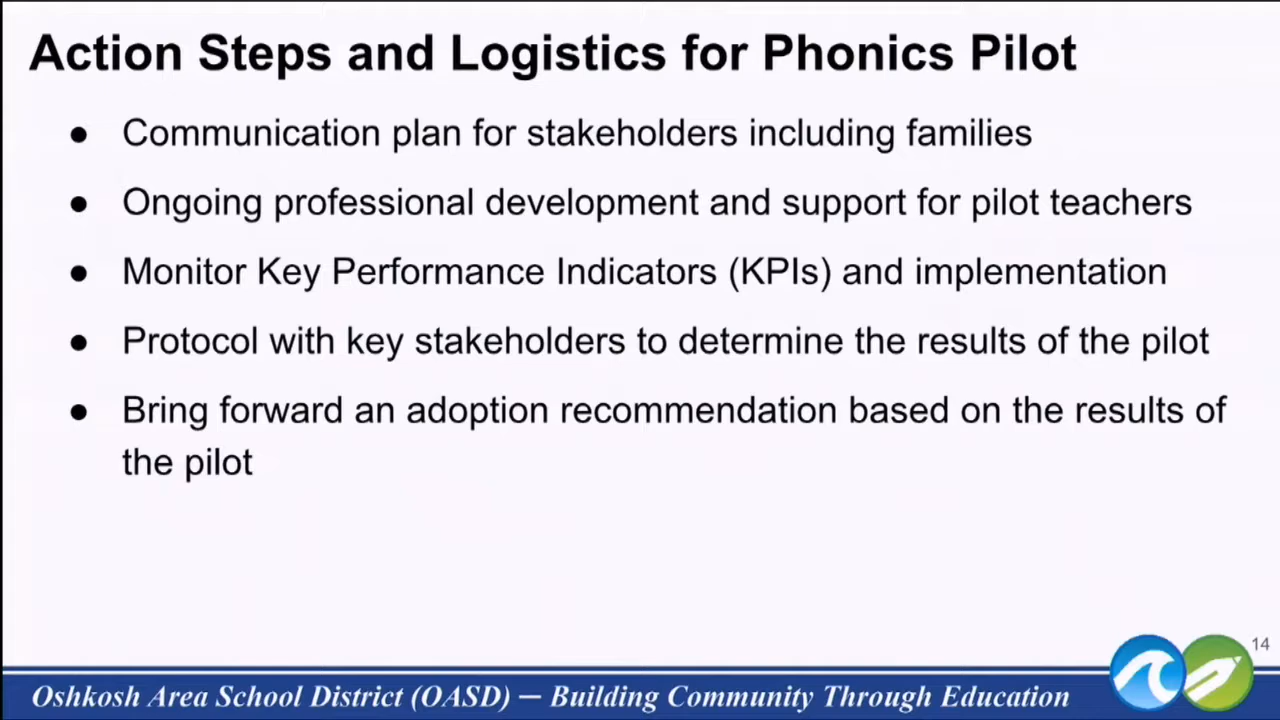 Action Steps and Logistics for Phonics Pilot
● Communication plan for stakeholders including families
● Ongoing professional development and support for pilot teachers
● Monitor Key Performance Indicators (KPIs) and implementation
● Protocol with key stakeholders to determine the results of the pilot
● Bring forward an adoption recommendation based on the results of
the pilot
14
Oshkosh Area School District (OASD) — Building Community Through Education